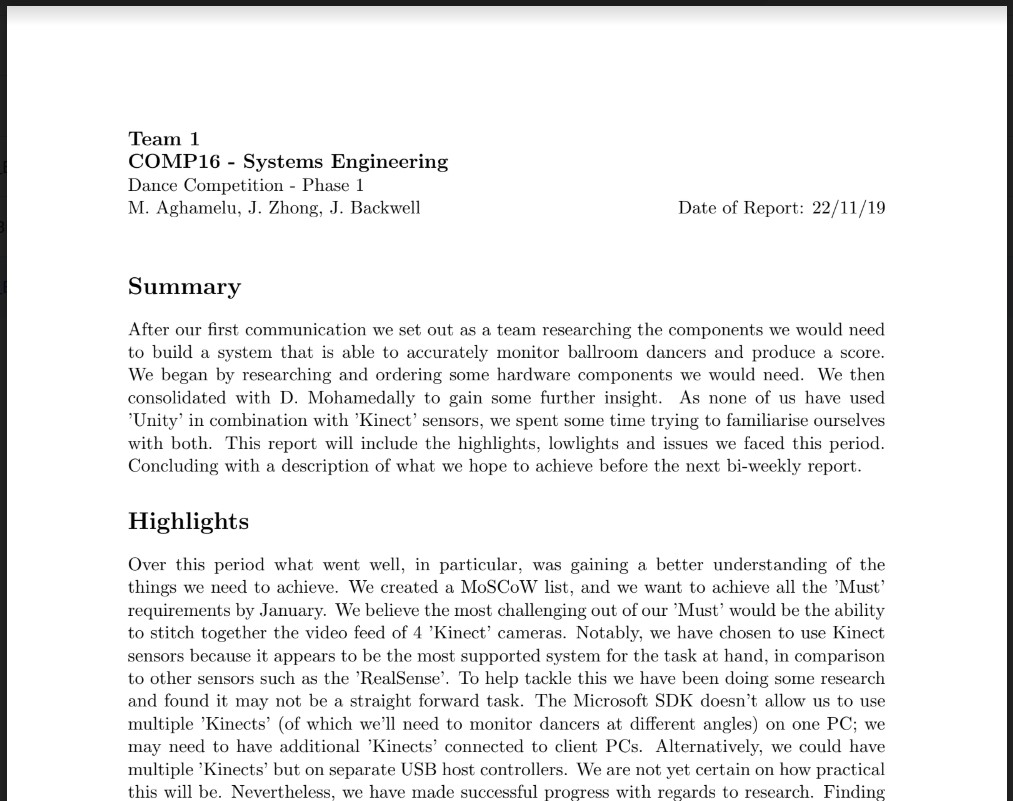 Team 1
COMP16 - Systems Engineering
Dance Competition - Phase 1
M. Aghamelu, J. Zhong, J. Backwell Date of Report: 22/11/19
Summary
After our first communication we set out as a team researching the components we would need
to build a system that is able to accurately monitor ballroom dancers and produce a score.
We began by researching and ordering some hardware components we would need. We then
consolidated with D. Mohamedally to gain some further insight. As none of us have used
'Unity' in combination with 'Kinect' sensors, we spent some time trying to familiarise ourselves
with both. This report will include the highlights, lowlights and issues we faced this period.
Concluding with a description of what we hope to achieve before the next bi-weekly report.
Highlights
Over this period what went well, in particular, was gaining a better understanding of the
things we need to achieve. We created a MoSCoW list, and we want to achieve all the 'Must'
requirements by January. We believe the most challenging out of our 'Must' would be the ability
to stitch together the video feed of 4 'Kinect' cameras. Notably, we have chosen to use Kinect
sensors because it appears to be the most supported system for the task at hand, in comparison
to other sensors such as the 'RealSense'. To help tackle this we have been doing some research
and found it may not be a straight forward task. The Microsoft SDK doesn't allow us to use
multiple 'Kinects' (of which we'll need to monitor dancers at different angles) on one PC; we
may need to have additional 'Kinects' connected to client PCs. Alternatively, we could have
multiple 'Kinects' but on separate USB host controllers. We are not yet certain on how practical
this will be. Nevertheless, we have made successful progress with regards to research. Finding